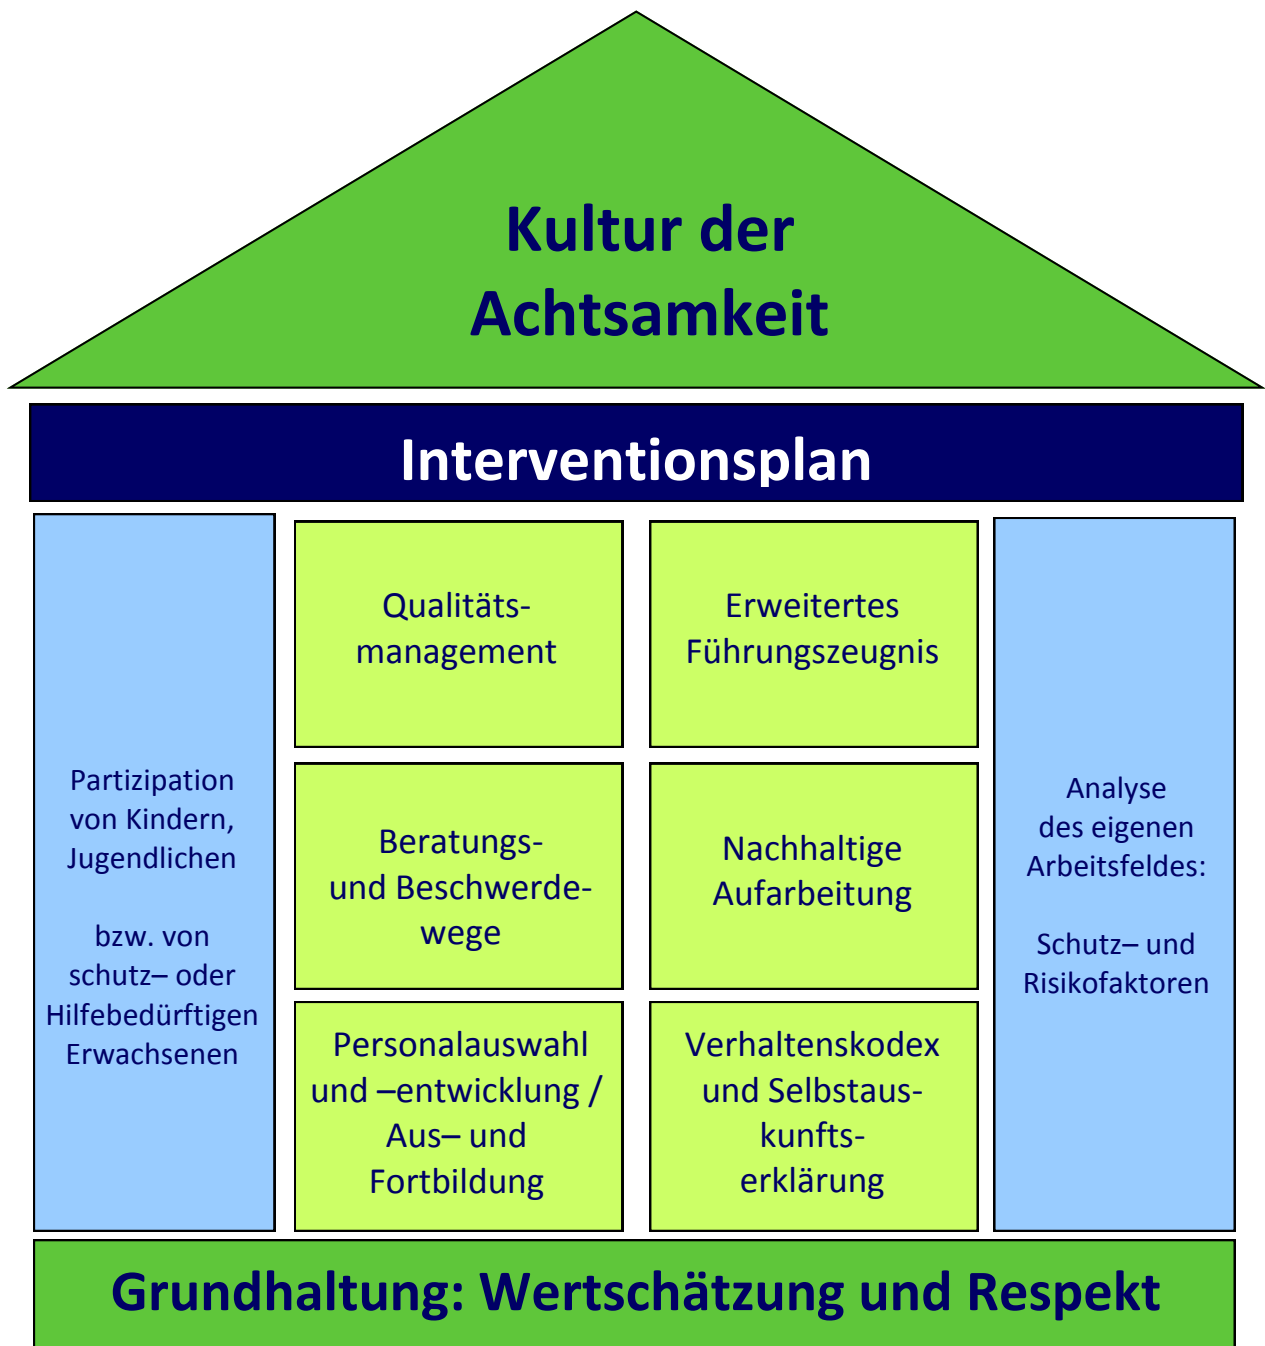 Kultur der
Achtsamkeit
Interventionsplan
Partizipation
von Kindern,
Jugendlichen
bzw. von
schutz– oder
Hilfebedürftigen
Erwachsenen
Qualitäts-
management
Erweitertes
Führungszeugnis
Beratungs-
und Beschwerde-
wege
Nachhaltige
Aufarbeitung
Personalauswahl
und –entwicklung /
Aus– und
Fortbildung
Verhaltenskodex
und Selbstaus-
kunfts-
erklärung
Analyse
des eigenen
Arbeitsfeldes:
Schutz– und
Risikofaktoren
Grundhaltung: Wertschätzung und Respekt